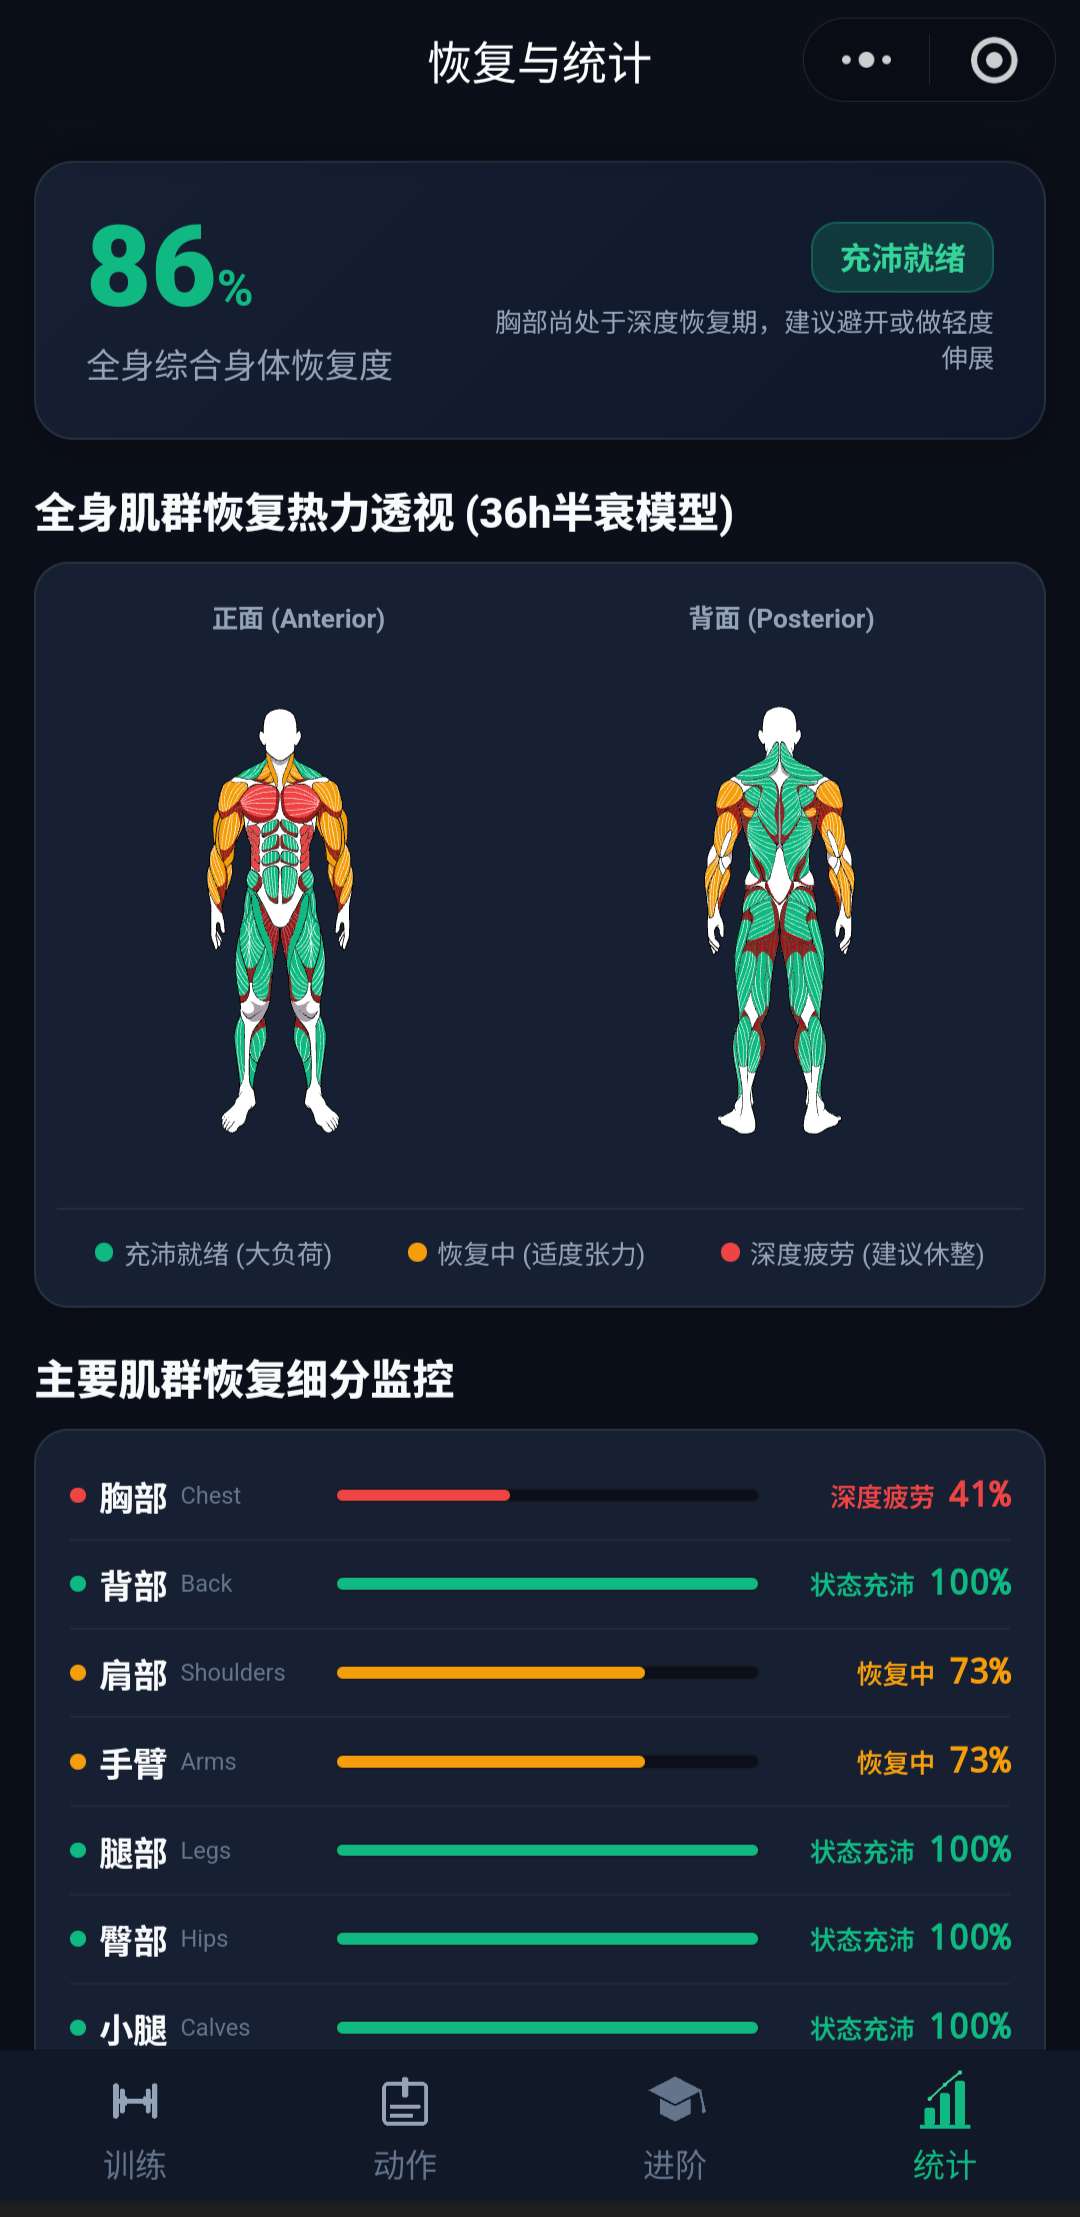 恢复与统计
86%
全身综合身体恢复度
充沛就绪
胸部尚处于深度恢复期，建议避开或做轻度
伸展
全身肌群恢复热力透视 (36h半衰模型)
正面 (Anterior)
背面 (Posterior)
充沛就绪 (大负荷)
恢复中 (适度张力)
深度疲劳 (建议休整)
主要肌群恢复细分监控
胸部 Chest 深度疲劳 41%
背部 Back 状态充沛 100%
肩部 Shoulders 恢复中 73%
手臂 Arms 恢复中 73%
腿部 Legs 状态充沛 100%
臀部 Hips 状态充沛 100%
小腿 Calves 状态充沛 100%
训练
动作
进阶
统计